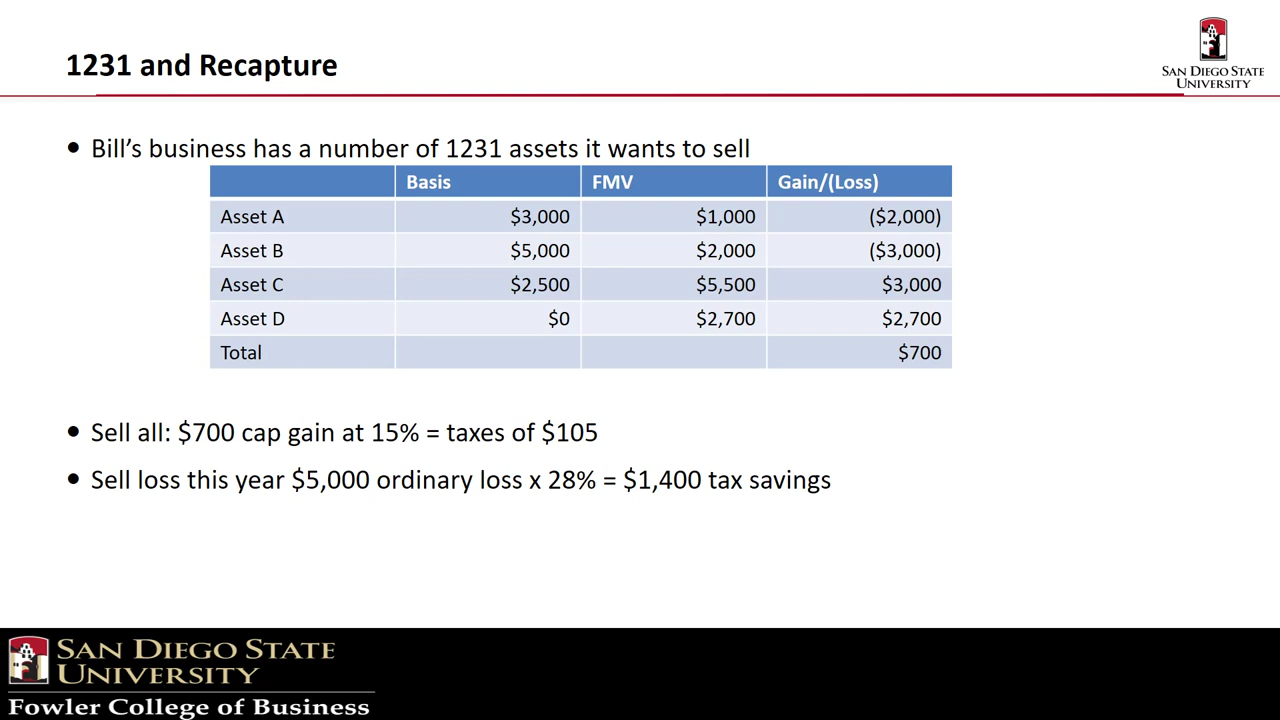 1231 and Recapture
SAN DIEGO STATE
UNIVERSITY
• Bill's business has a number of 1231 assets it wants to sell
Basis FMV Gain/(Loss)
Asset A $3,000 $1,000 ($2,000)
Asset B $5,000 $2,000 ($3,000)
Asset C $2,500 $5,500 $3,000
Asset D $0 $2,700 $2,700
Total $700
• Sell all: $700 cap gain at 15% = taxes of $105
• Sell loss this year $5,000 ordinary loss x 28% = $1,400 tax savings
SAN DIEGO STATE
UNIVERSITY
Fowler College of Business